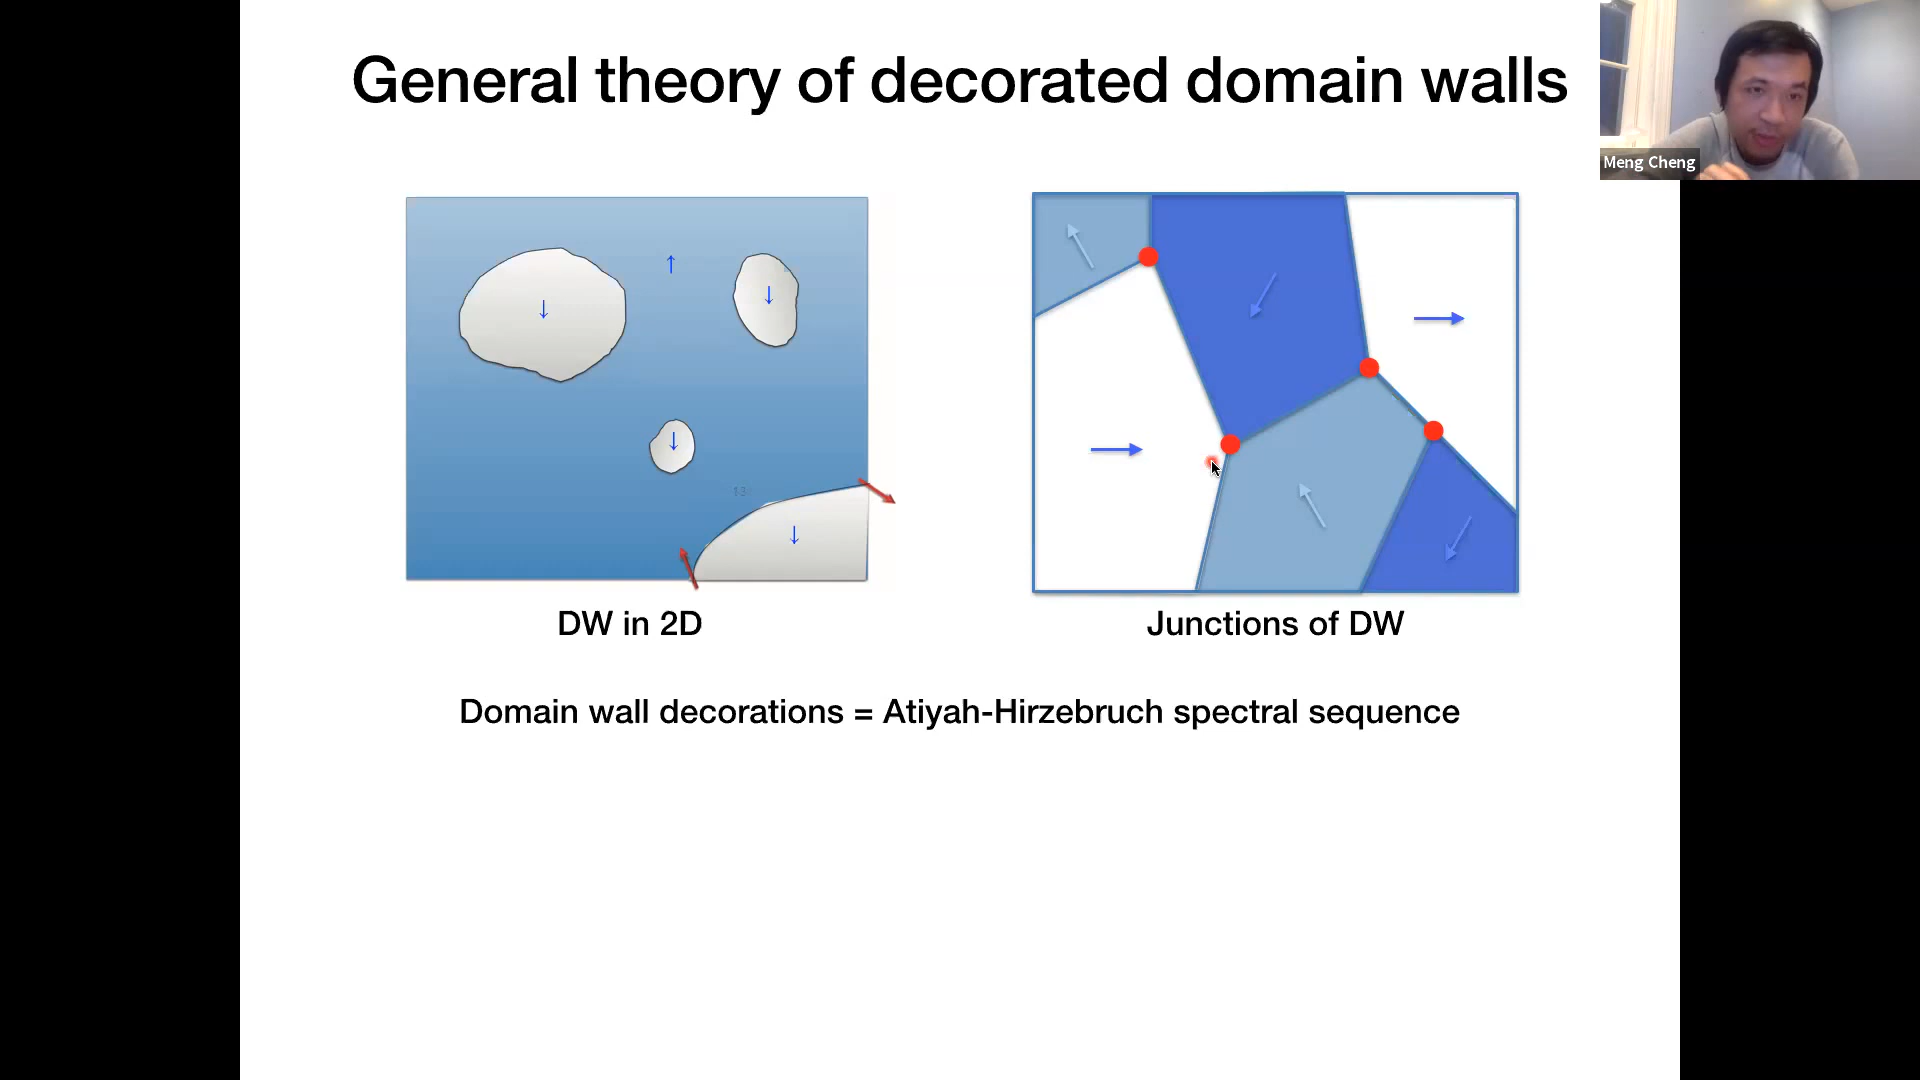 General theory of decorated domain walls
Meng Cheng
13
DW in 2D
Junctions of DW
Domain wall decorations = Atiyah-Hirzebruch spectral sequence